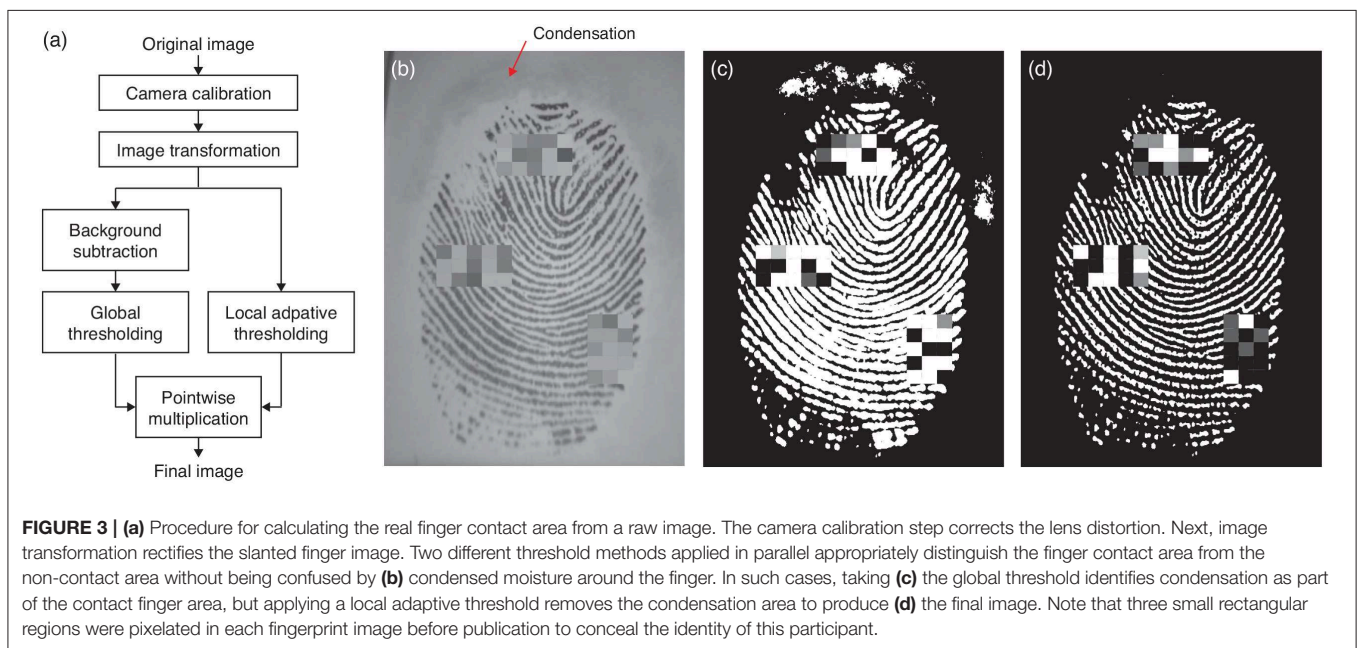 (a)
Original image
Camera calibration
Image transformation
Background
subtraction
Global
thresholding
Local adpative
thresholding
Pointwise
multiplication
Final image
Condensation
(b)
(c)
(d)
FIGURE 3 | (a) Procedure for calculating the real finger contact area from a raw image. The camera calibration step corrects the lens distortion. Next, image
transformation rectifies the slanted finger image. Two different threshold methods applied in parallel appropriately distinguish the finger contact area from the
non-contact area without being confused by (b) condensed moisture around the finger. In such cases, taking (c) the global threshold identifies condensation as part
of the contact finger area, but applying a local adaptive threshold removes the condensation area to produce (d) the final image. Note that three small rectangular
regions were pixelated in each fingerprint image before publication to conceal the identity of this participant.